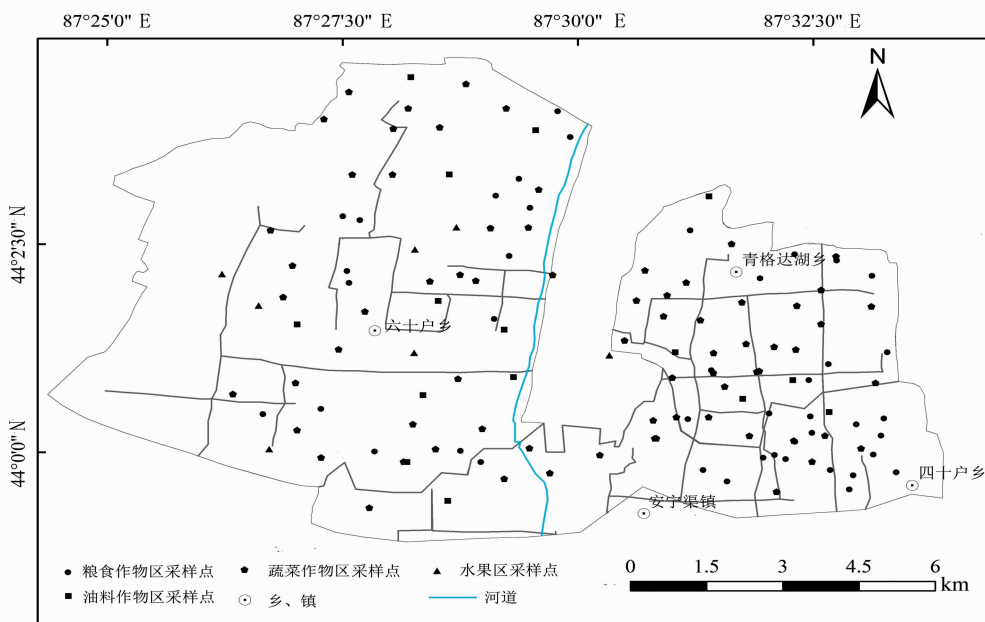 87°25'0" E 87°27'30" E 87°30'0" E 87°32'30" E
N
44°2'30" N
青格达湖乡
六十户乡
44°0'0" N
四十户乡
安宁渠镇
粮食作物区采样点 蔬菜作物区采样点 水果区采样点
油料作物区采样点 乡、镇 河道
0 1.5 3 4.5 6
km